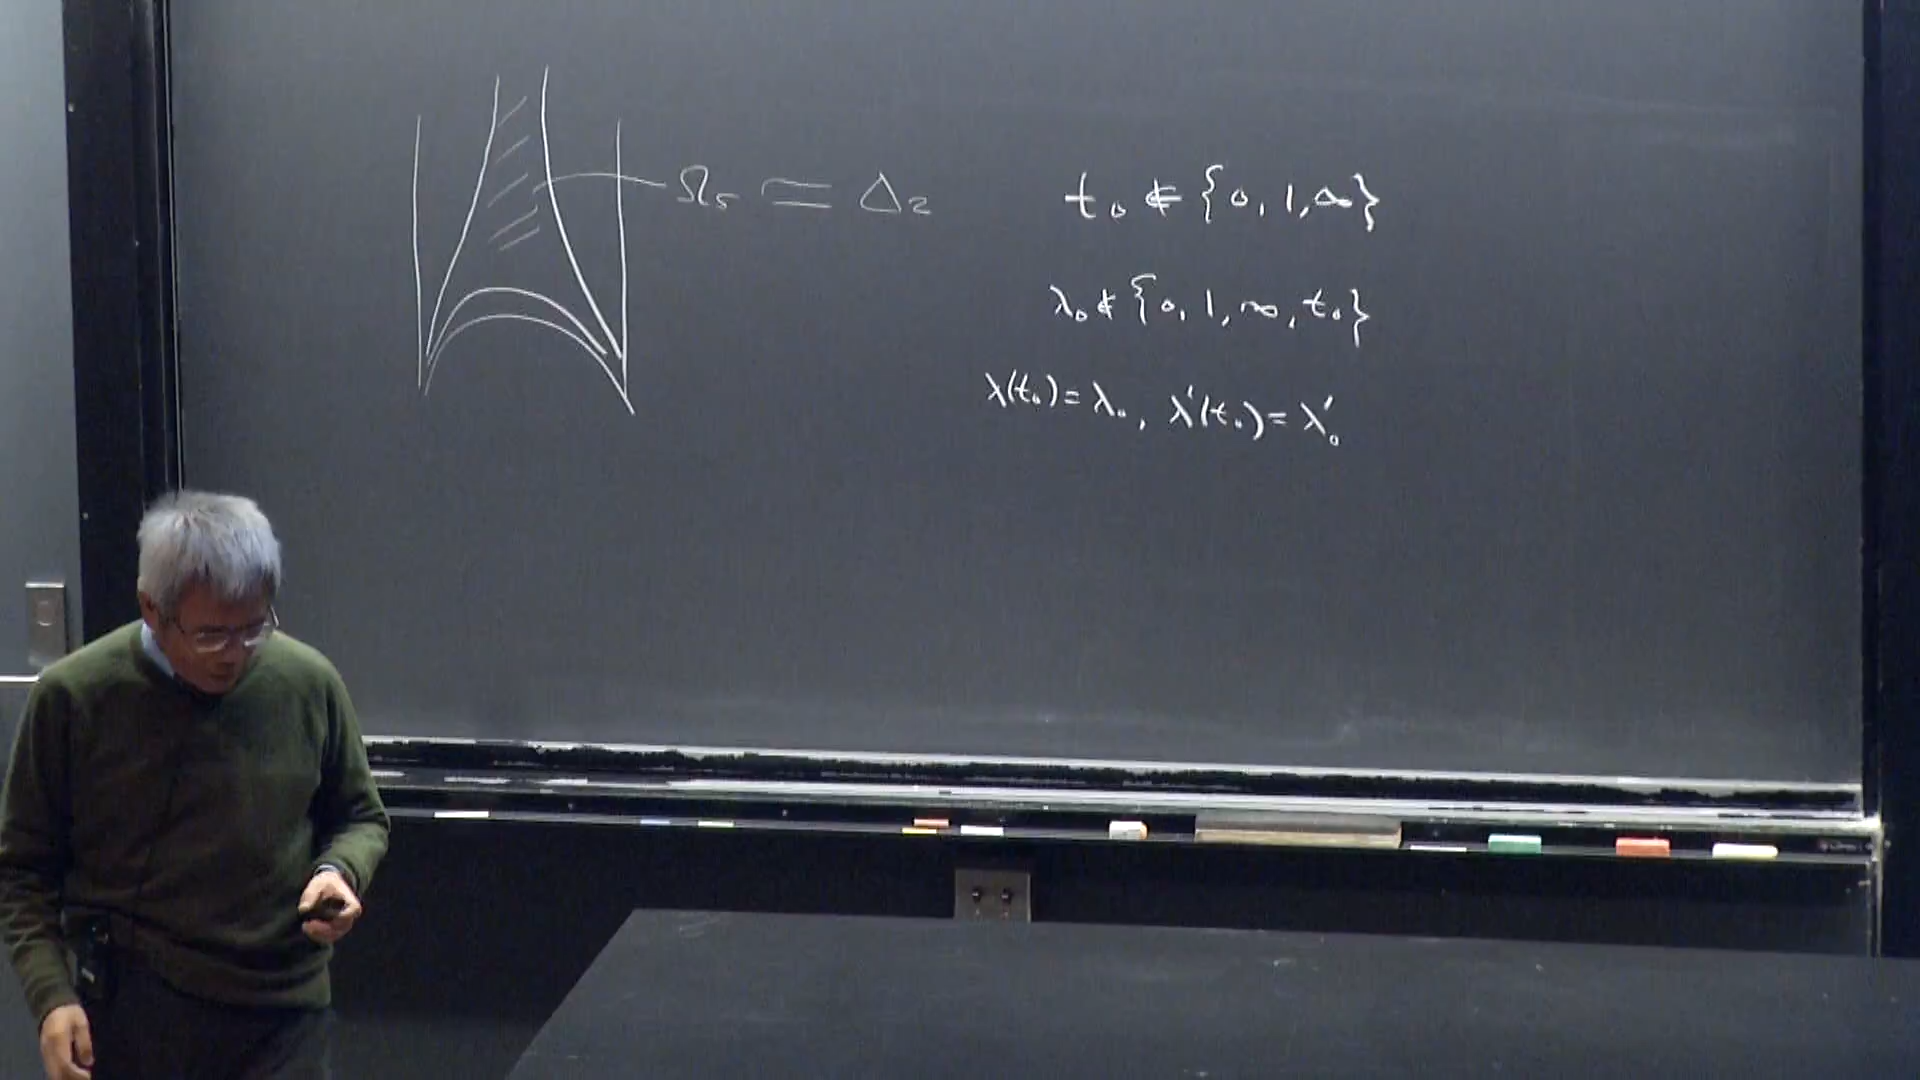 Ω₅ ≅ Δ₂
t₀ ∉ {0, 1, ∞}
λ₀ ∉ {0, 1, ∞, t₀}
λ(t₀) = λ₀, λ'(t₀) = λ'₀